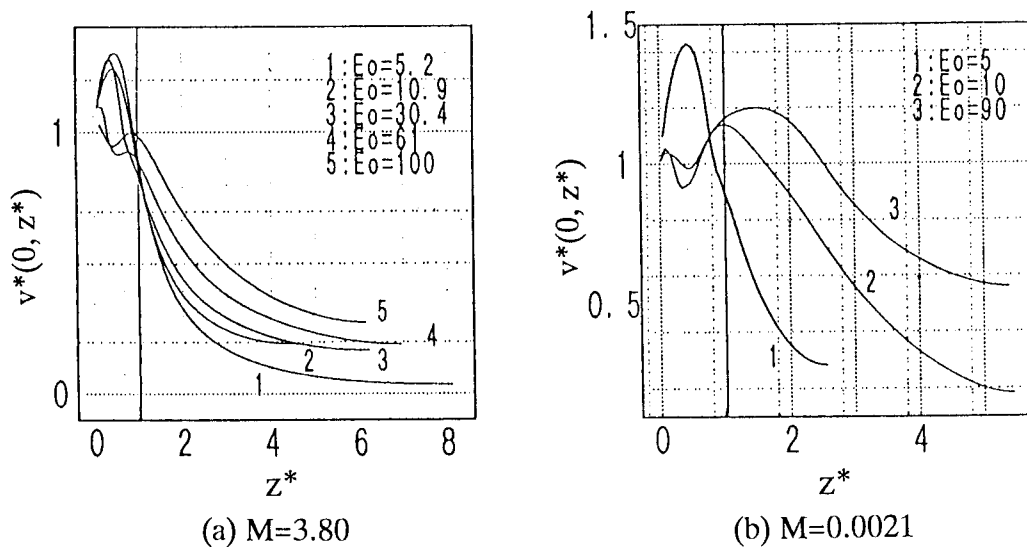 1:Eo=5.2
2:Eo=10.9
3:Eo=30.4
4:Eo=61
5:Eo=100
1
0
v*(0, z*)
5
4
3
2
1
0 2 4 6 8
z*
(a) M=3.80
1.5
1
0.5
v*(0, z*)
1:Eo=5
2:Eo=10
3:Eo=90
3
2
1
0 2 4
z*
(b) M=0.0021